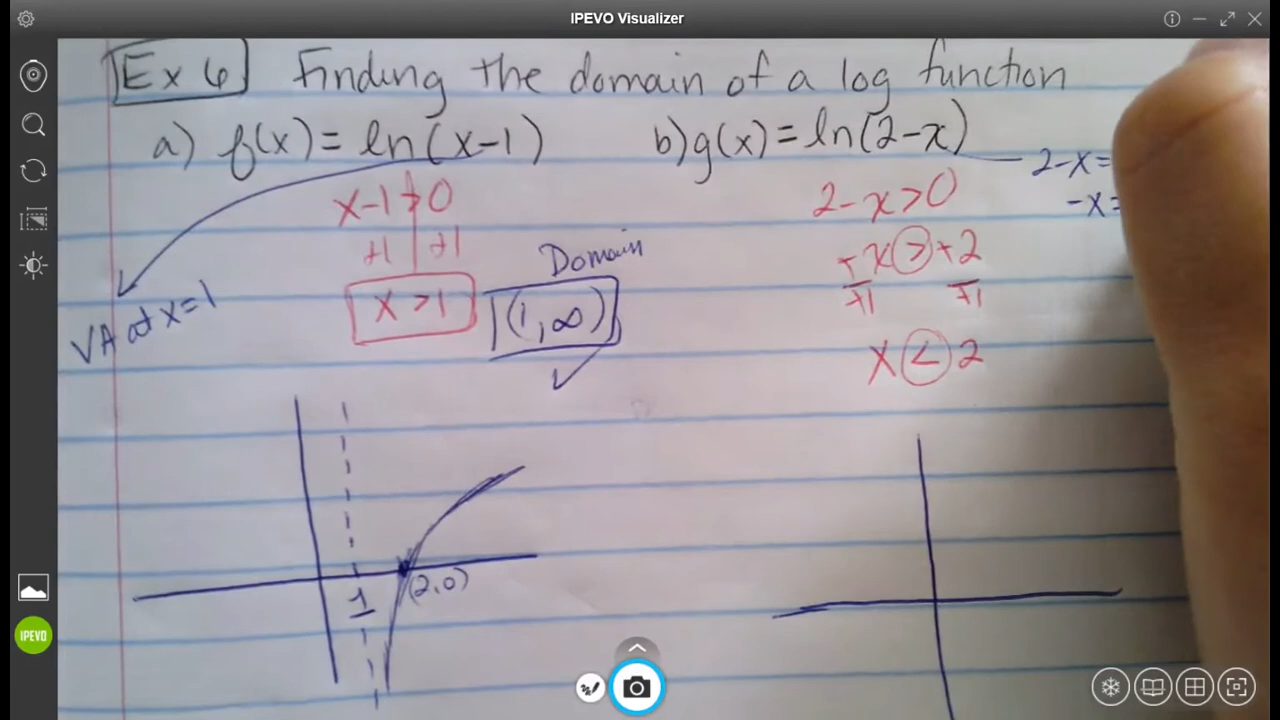 IPEVO Visualizer
Ex 6 Finding the domain of a log function
a) f(x) = ln(x-1)
x-1>0
+1 +1
x >1
VA at x=1
Domain
(1, ∞)
1
(2,0)
b) g(x) = ln(2-x)
2-x>0
-x > -2
-1 -1
x < 2
2-x=
-x=
IPEVO